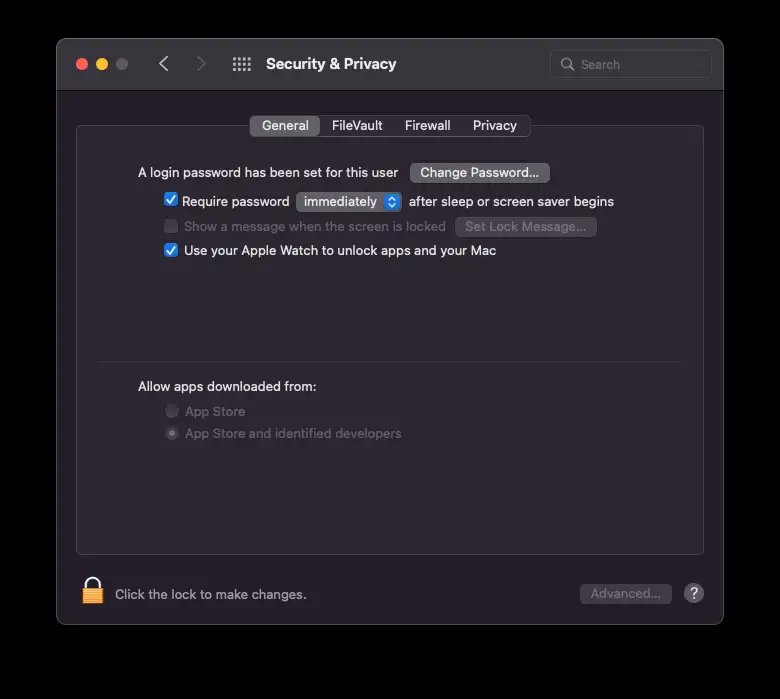 Security & Privacy
Search
General FileVault Firewall Privacy
A login password has been set for this user Change Password...
Require password immediately after sleep or screen saver begins
Show a message when the screen is locked Set Lock Message...
Use your Apple Watch to unlock apps and your Mac
Allow apps downloaded from:
App Store
App Store and identified developers
Click the lock to make changes. Advanced... ?